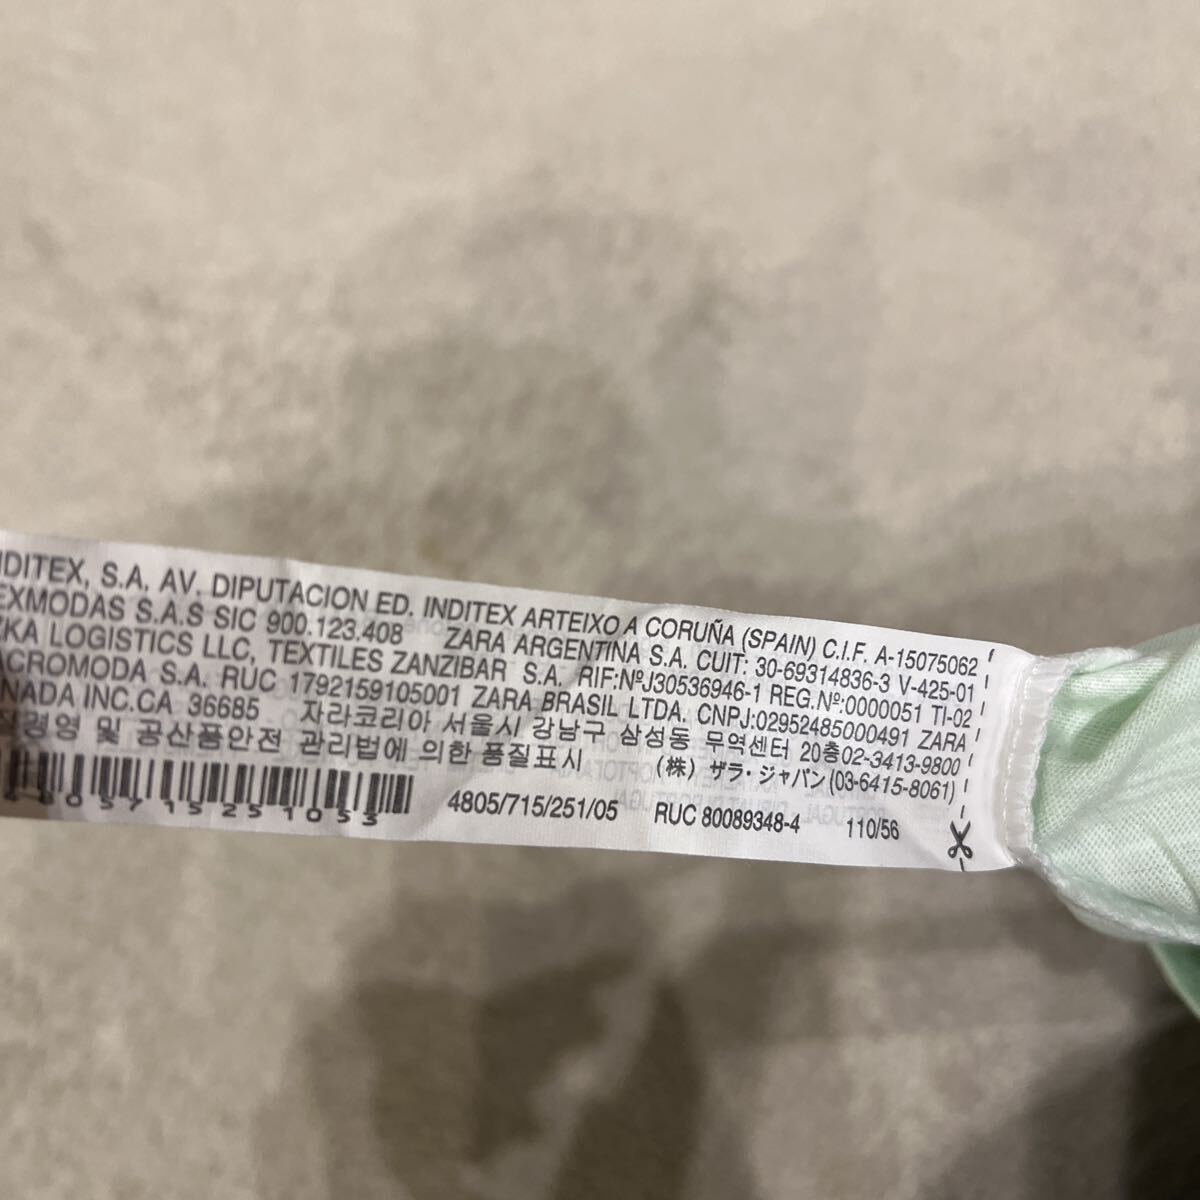 INDITEX, S.A. AV. DIPUTACION ED. INDITEX ARTEIXO A CORUÑA (SPAIN) C.I.F. A-15075062
EXMODAS S.A.S SIC 900.123.408 ZARA ARGENTINA S.A. CUIT: 30-69314836-3 V-425-01
KA LOGISTICS LLC, TEXTILES ZANZIBAR S.A. RIF:NºJ30536946-1 REG.Nº:0000051 TI-02
ACROMODA S.A. RUC 1792159105001 ZARA BRASIL LTDA. CNPJ:02952485000491 ZARA
NADA INC.CA 36685 자라코리아 서울시 강남구 삼성동 무역센터 20층02-3413-9800
경영 및 공산품안전 관리법에 의한 품질표시 (株) ザラ・ジャパン (03-6415-8061)
4805/715/251/05 RUC 80089348-4 110/56
8057152510553